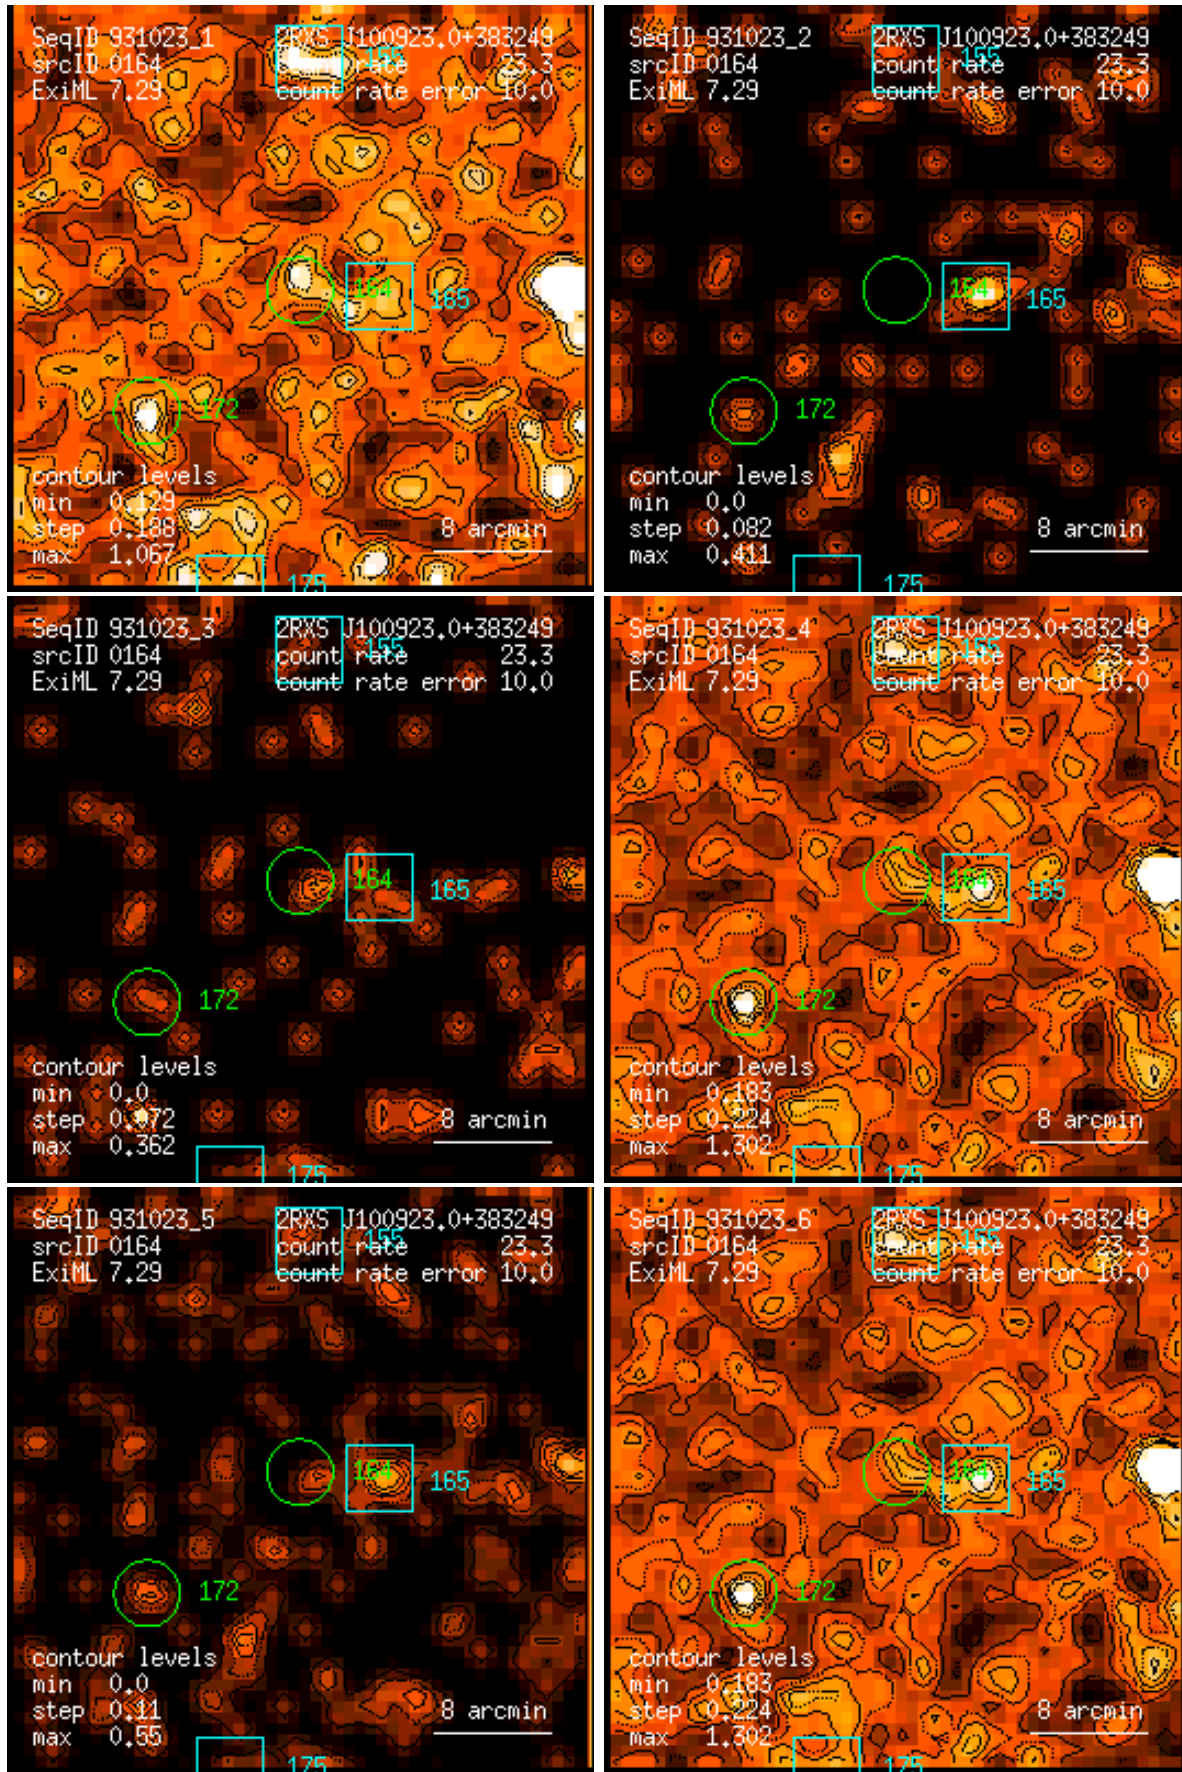 SeqID 931023_1 2RXS J100923.0+383249
srcID 0164 count rate 23.3
155
ExiML 7.29 count rate error 10.0
164
165
172
contour levels
min 0.129
step 0.188
max 1.067
8 arcmin
175
SeqID 931023_2 2RXS J100923.0+383249
srcID 0164 count rate 23.3
155
ExiML 7.29 count rate error 10.0
164
165
172
contour levels
min 0.0
step 0.082
max 0.411
8 arcmin
175
SeqID 931023_3 2RXS J100923.0+383249
srcID 0164 count rate 23.3
155
ExiML 7.29 count rate error 10.0
164
165
172
contour levels
min 0.0
step 0.072
max 0.362
8 arcmin
175
SeqID 931023_4 2RXS J100923.0+383249
srcID 0164 count rate 23.3
155
ExiML 7.29 count rate error 10.0
164
165
172
contour levels
min 0.183
step 0.224
max 1.302
8 arcmin
175
SeqID 931023_5 2RXS J100923.0+383249
srcID 0164 count rate 23.3
155
ExiML 7.29 count rate error 10.0
164
165
172
contour levels
min 0.0
step 0.11
max 0.55
8 arcmin
175
SeqID 931023_6 2RXS J100923.0+383249
srcID 0164 count rate 23.3
155
ExiML 7.29 count rate error 10.0
164
165
172
contour levels
min 0.183
step 0.224
max 1.302
8 arcmin
175